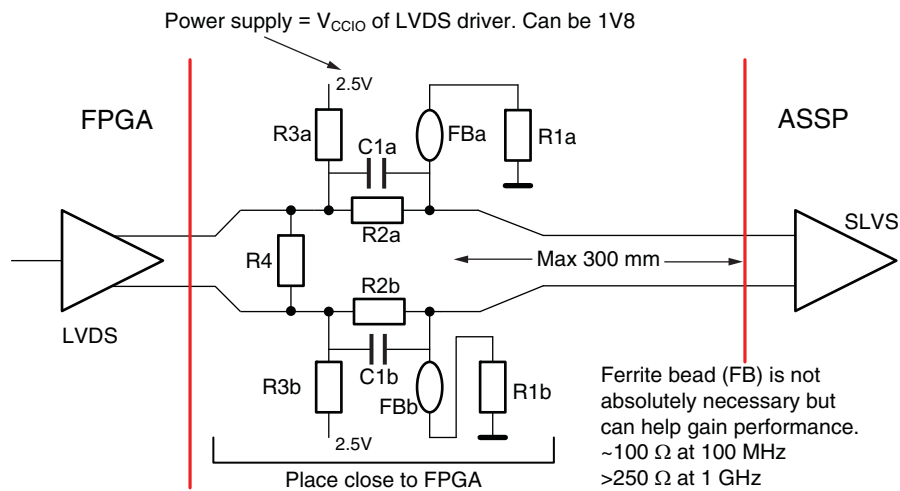 Power supply = V_CCIO of LVDS driver. Can be 1V8
2.5V
FPGA
ASSP
R3a
C1a
FBa
R1a
R2a
SLVS
R4
Max 300 mm
R2b
LVDS
C1b
R3b
FBb
R1b
2.5V
Place close to FPGA
Ferrite bead (FB) is not
absolutely necessary but
can help gain performance.
~100 Ω at 100 MHz
>250 Ω at 1 GHz